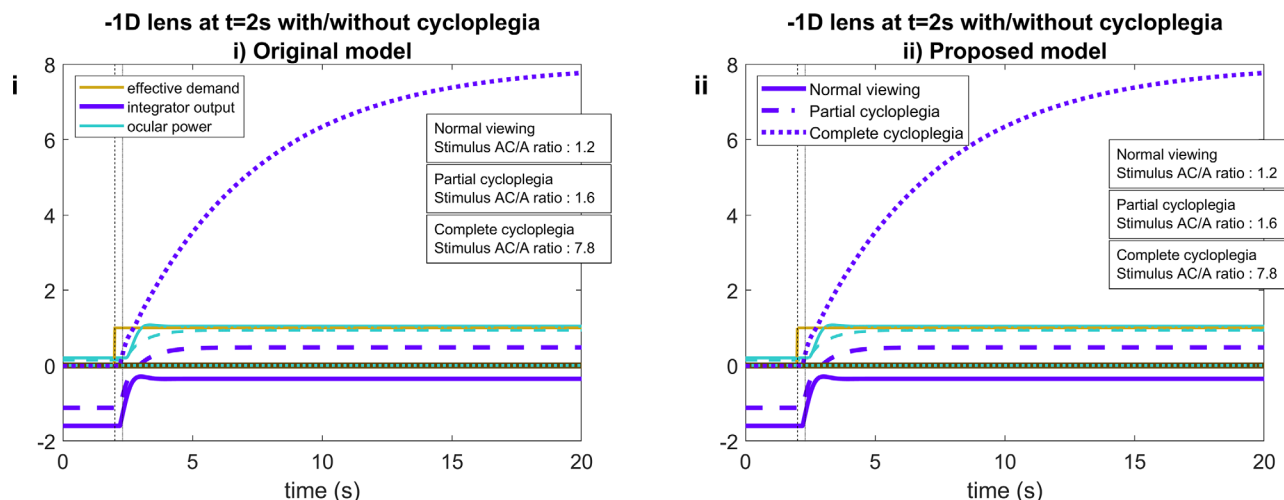 -1D lens at t=2s with/without cycloplegia
i) Original model
i
8
6
4
2
0
-2
effective demand
integrator output
ocular power
Normal viewing
Stimulus AC/A ratio : 1.2
Partial cycloplegia
Stimulus AC/A ratio : 1.6
Complete cycloplegia
Stimulus AC/A ratio : 7.8
0 5 10 15 20
time (s)
-1D lens at t=2s with/without cycloplegia
ii) Proposed model
ii
8
6
4
2
0
-2
Normal viewing
Partial cycloplegia
Complete cycloplegia
Normal viewing
Stimulus AC/A ratio : 1.2
Partial cycloplegia
Stimulus AC/A ratio : 1.6
Complete cycloplegia
Stimulus AC/A ratio : 7.8
0 5 10 15 20
time (s)